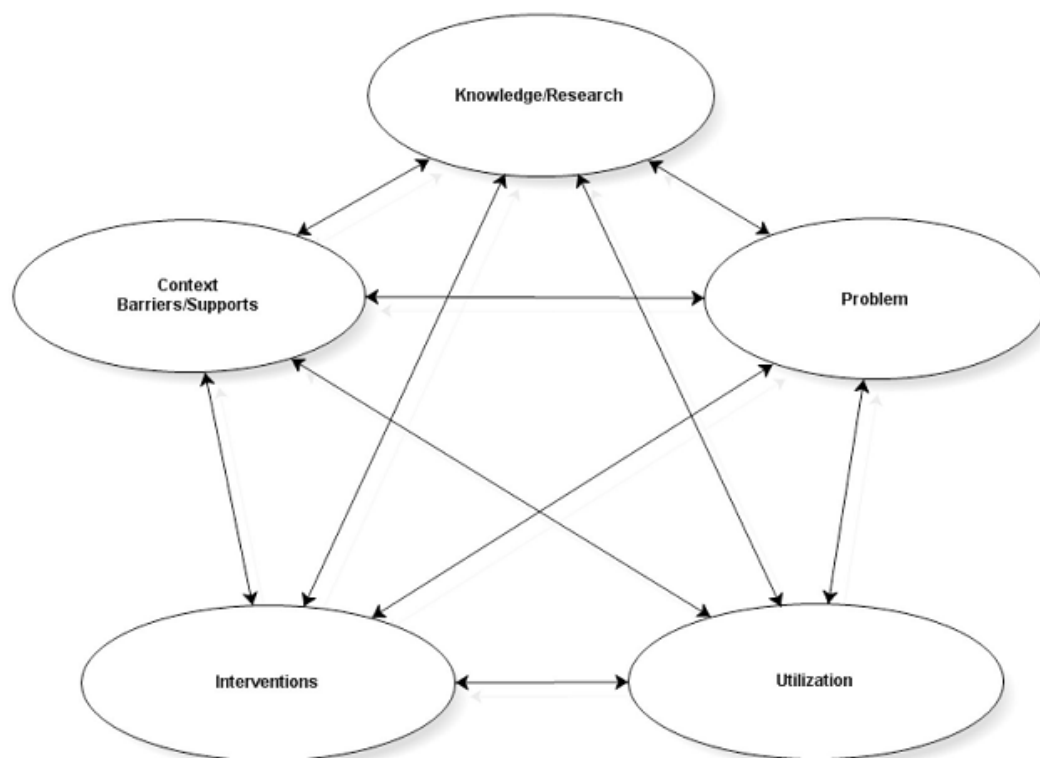 Knowledge/Research
Context
Barriers/Supports
Problem
Interventions
Utilization